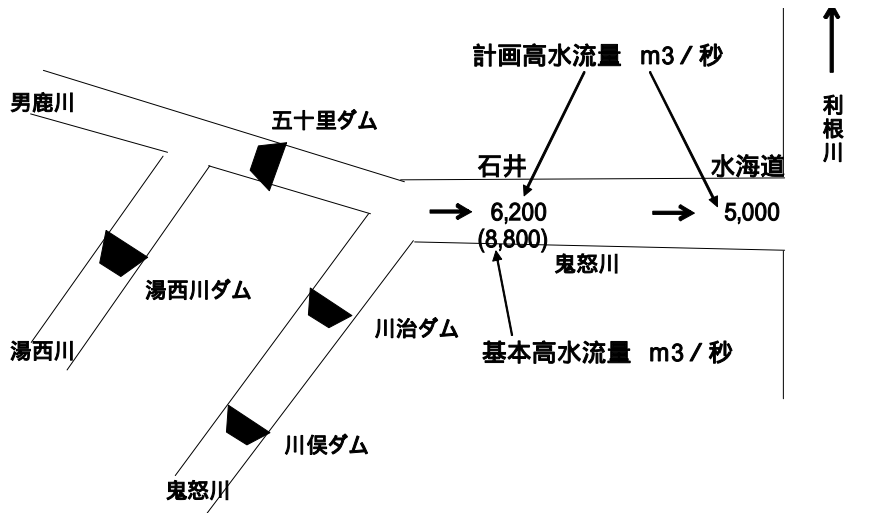 計画高水流量 m3/秒
男鹿川
五十里ダム
利根川
石井
水海道
6,200
5,000
(8,800)
鬼怒川
湯西川ダム
川治ダム
湯西川
基本高水流量 m3/秒
川俣ダム
鬼怒川